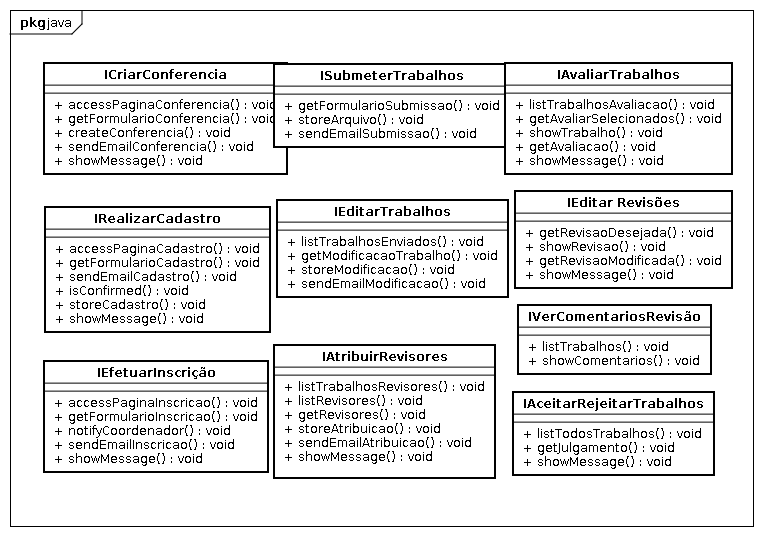 pkg java
ICriarConferencia
+ accessPaginaConferencia() : void
+ getFormularioConferencia() : void
+ createConferencia() : void
+ sendEmailConferencia() : void
+ showMessage() : void
ISubmeterTrabalhos
+ getFormularioSubmissao() : void
+ storeArquivo() : void
+ sendEmailSubmissao() : void
IAvaliarTrabalhos
+ listTrabalhosAvaliacao() : void
+ getAvaliarSelecionados() : void
+ showTrabalho() : void
+ getAvaliacao() : void
+ showMessage() : void
IRealizarCadastro
+ accessPaginaCadastro() : void
+ getFormularioCadastro() : void
+ sendEmailCadastro() : void
+ isConfirmed() : void
+ storeCadastro() : void
+ showMessage() : void
IEditarTrabalhos
+ listTrabalhosEnviados() : void
+ getModificacaoTrabalho() : void
+ storeModificacao() : void
+ sendEmailModificacao() : void
IEditar Revisões
+ getRevisaoDesejada() : void
+ showRevisao() : void
+ getRevisaoModificada() : void
+ showMessage() : void
IVerComentariosRevisão
+ listTrabalhos() : void
+ showComentarios() : void
IEfetuarInscrição
+ accessPaginaInscricao() : void
+ getFormularioInscricao() : void
+ notifyCoordenador() : void
+ sendEmailInscricao() : void
+ showMessage() : void
IAtribuirRevisores
+ listTrabalhosRevisores() : void
+ listRevisores() : void
+ getRevisores() : void
+ storeAtribuicao() : void
+ sendEmailAtribuicao() : void
+ showMessage() : void
IAceitarRejeitarTrabalhos
+ listTodosTrabalhos() : void
+ getJulgamento() : void
+ showMessage() : void